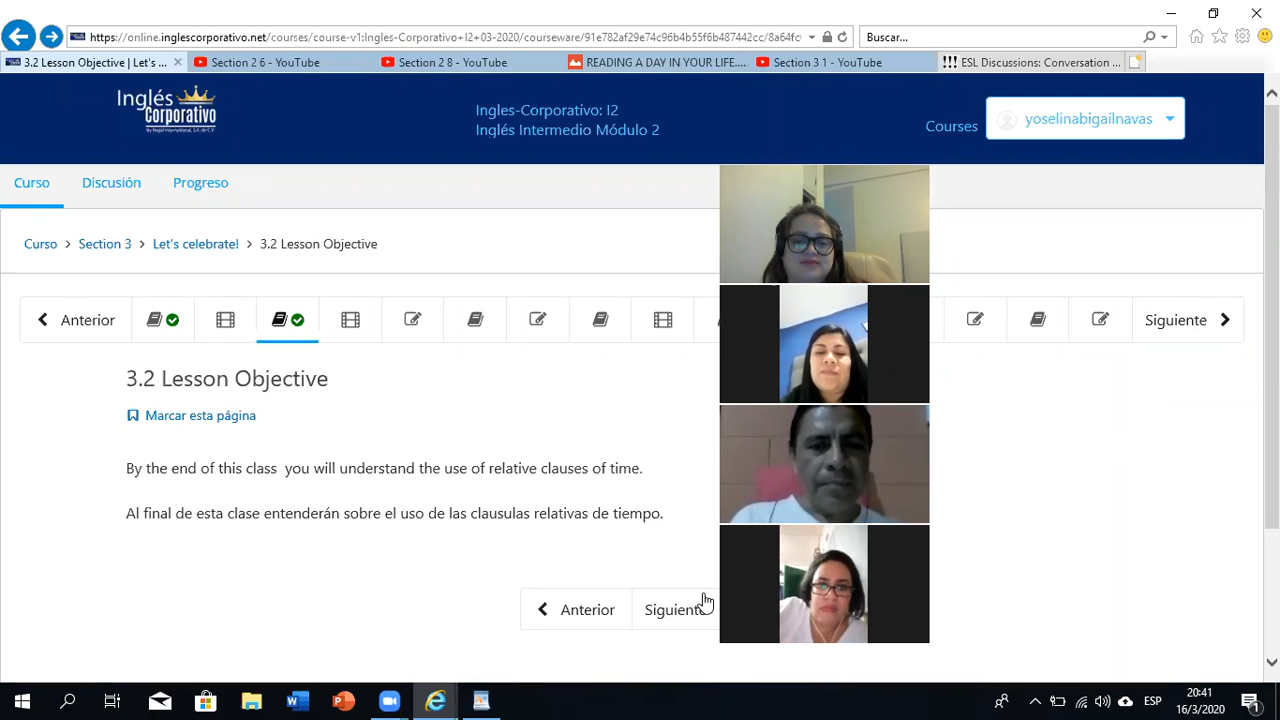 https://online.inglescorporativo.net/courses/course-v1:Ingles-Corporativo+I2+03-2020/courseware/91e782af29e74c96b4b55f6b487442cc/8a64f
Buscar...
3.2 Lesson Objective | Let's ...
Section 2 6 - YouTube
Section 2 8 - YouTube
READING A DAY IN YOUR LIFE....
Section 3 1 - YouTube
ESL Discussions: Conversation ...
Inglés
Corporativo
By Regal International, S.A. de C.V
Ingles-Corporativo: I2
Inglés Intermedio Módulo 2
Courses
yoselinabigailnavas
Curso
Discusión
Progreso
Curso > Section 3 > Let's celebrate! > 3.2 Lesson Objective
Anterior
Siguiente
3.2 Lesson Objective
Marcar esta página
By the end of this class you will understand the use of relative clauses of time.
Al final de esta clase entenderán sobre el uso de las clausulas relativas de tiempo.
Anterior
Siguiente
ESP
20:41
16/3/2020